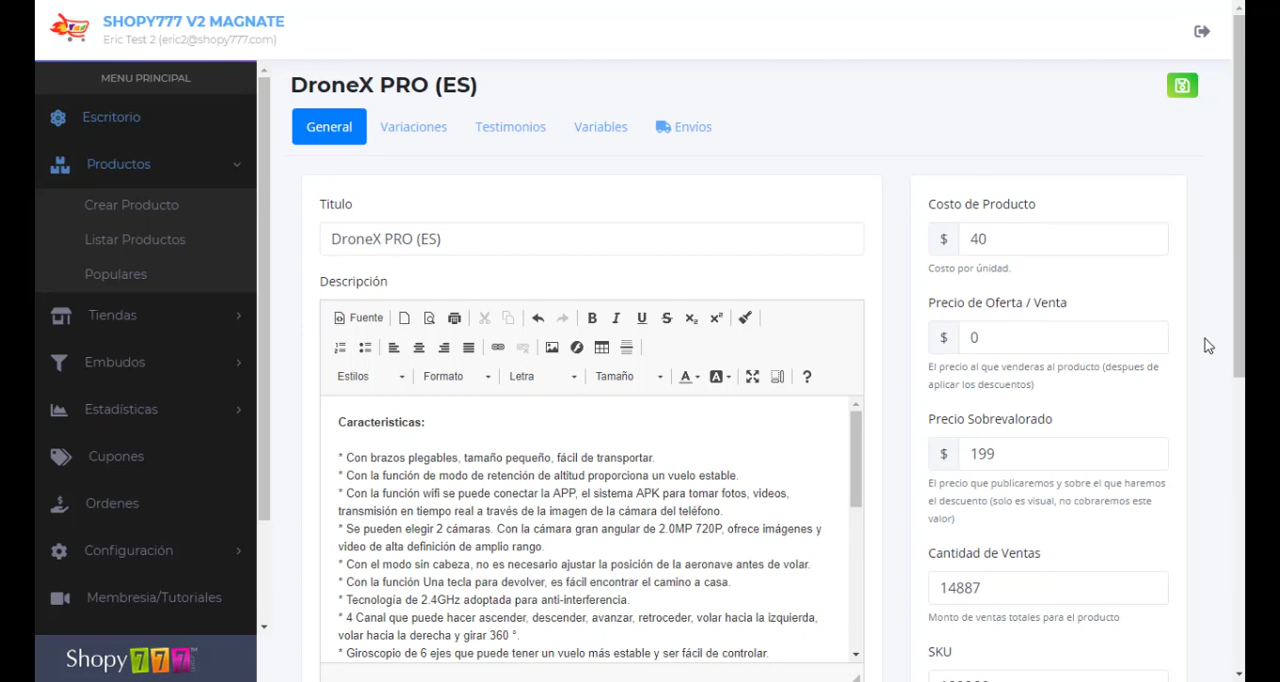 SHOPY777 V2 MAGNATE
Eric Test 2 (eric2@shopy777.com)
MENU PRINCIPAL
Escritorio
Productos
Crear Producto
Listar Productos
Populares
Tiendas
Embudos
Estadísticas
Cupones
Ordenes
Configuración
Membresia/Tutoriales
Shopy777
DroneX PRO (ES)
General Variaciones Testimonios Variables Envíos
Titulo
DroneX PRO (ES)
Descripción
Fuente
Estilos Formato Letra Tamaño
Caracteristicas:
* Con brazos plegables, tamaño pequeño, fácil de transportar.
* Con la función de modo de retención de altitud proporciona un vuelo estable.
* Con la función wifi se puede conectar la APP, el sistema APK para tomar fotos, videos,
transmisión en tiempo real a través de la imagen de la cámara del teléfono.
* Se pueden elegir 2 cámaras. Con la cámara gran angular de 2.0MP 720P, ofrece imágenes y
video de alta definición de amplio rango.
* Con el modo sin cabeza, no es necesario ajustar la posición de la aeronave antes de volar.
* Con la función Una tecla para devolver, es fácil encontrar el camino a casa.
* Tecnología de 2.4GHz adoptada para anti-interferencia.
* 4 Canal que puede hacer ascender, descender, avanzar, retroceder, volar hacia la izquierda,
volar hacia la derecha y girar 360 °.
* Giroscopio de 6 ejes que puede tener un vuelo más estable y ser fácil de controlar.
Costo de Producto
$ 40
Costo por únidad.
Precio de Oferta / Venta
$ 0
El precio al que venderas al producto (despues de
aplicar los descuentos)
Precio Sobrevalorado
$ 199
El precio que publicaremos y sobre el que haremos
el descuento (solo es visual, no cobraremos este
valor)
Cantidad de Ventas
14887
Monto de ventas totales para el producto
SKU